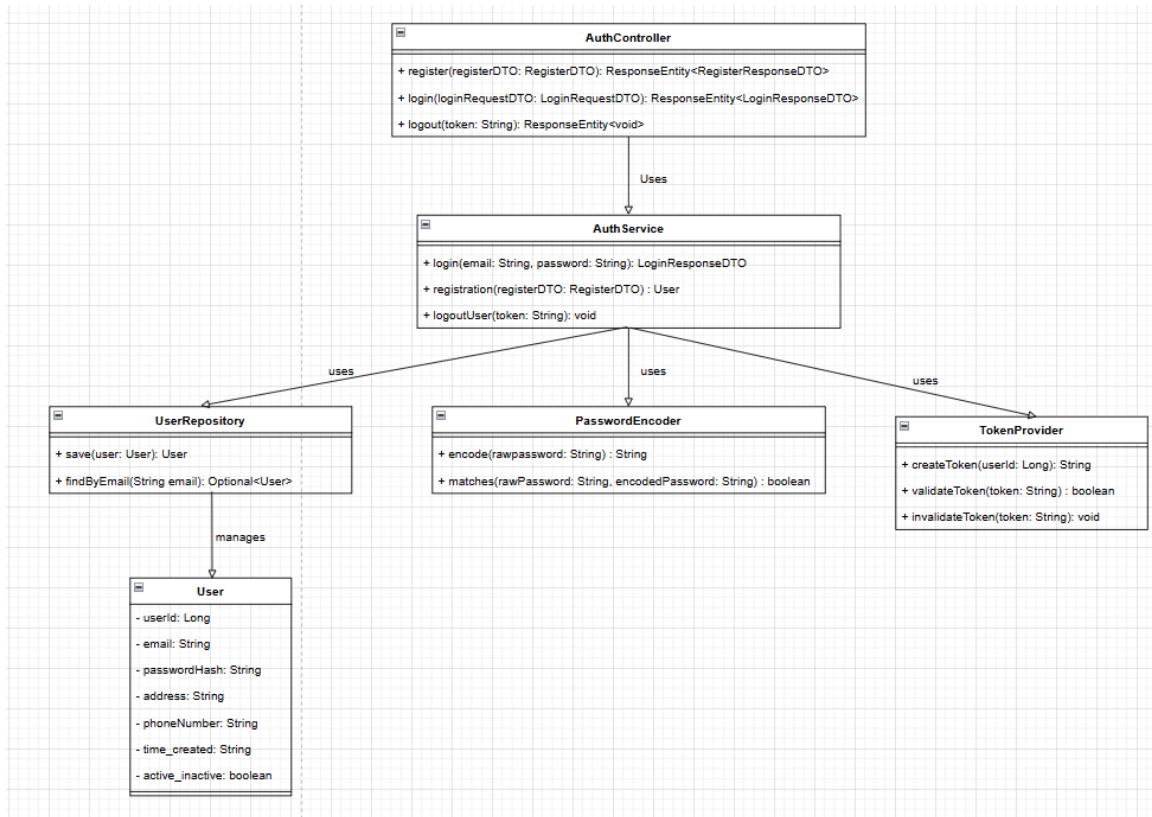 AuthController
+ register(registerDTO: RegisterDTO): ResponseEntity<RegisterResponseDTO>
+ login(loginRequestDTO: LoginRequestDTO): ResponseEntity<LoginResponseDTO>
+ logout(token: String): ResponseEntity<void>
Uses
AuthService
+ login(email: String, password: String): LoginResponseDTO
+ registration(registerDTO: RegisterDTO) : User
+ logoutUser(token: String): void
uses
uses
uses
UserRepository
+ save(user: User): User
+ findByEmail(String email): Optional<User>
PasswordEncoder
+ encode(rawpassword: String) : String
+ matches(rawPassword: String, encodedPassword: String) : boolean
TokenProvider
+ createToken(userId: Long): String
+ validateToken(token: String) : boolean
+ invalidateToken(token: String): void
manages
User
- userId: Long
- email: String
- passwordHash: String
- address: String
- phoneNumber: String
- time_created: String
- active_inactive: boolean